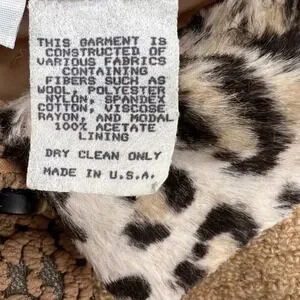 THIS GARMENT IS
CONSTRUCTED OF
VARIOUS FABRICS
CONTAINING
FIBERS SUCH AS
WOOL, POLYESTER
NYLON, SPANDEX
COTTON, VISCOSE
RAYON, AND MODAL
100% ACETATE
LINING
DRY CLEAN ONLY
MADE IN U.S.A.